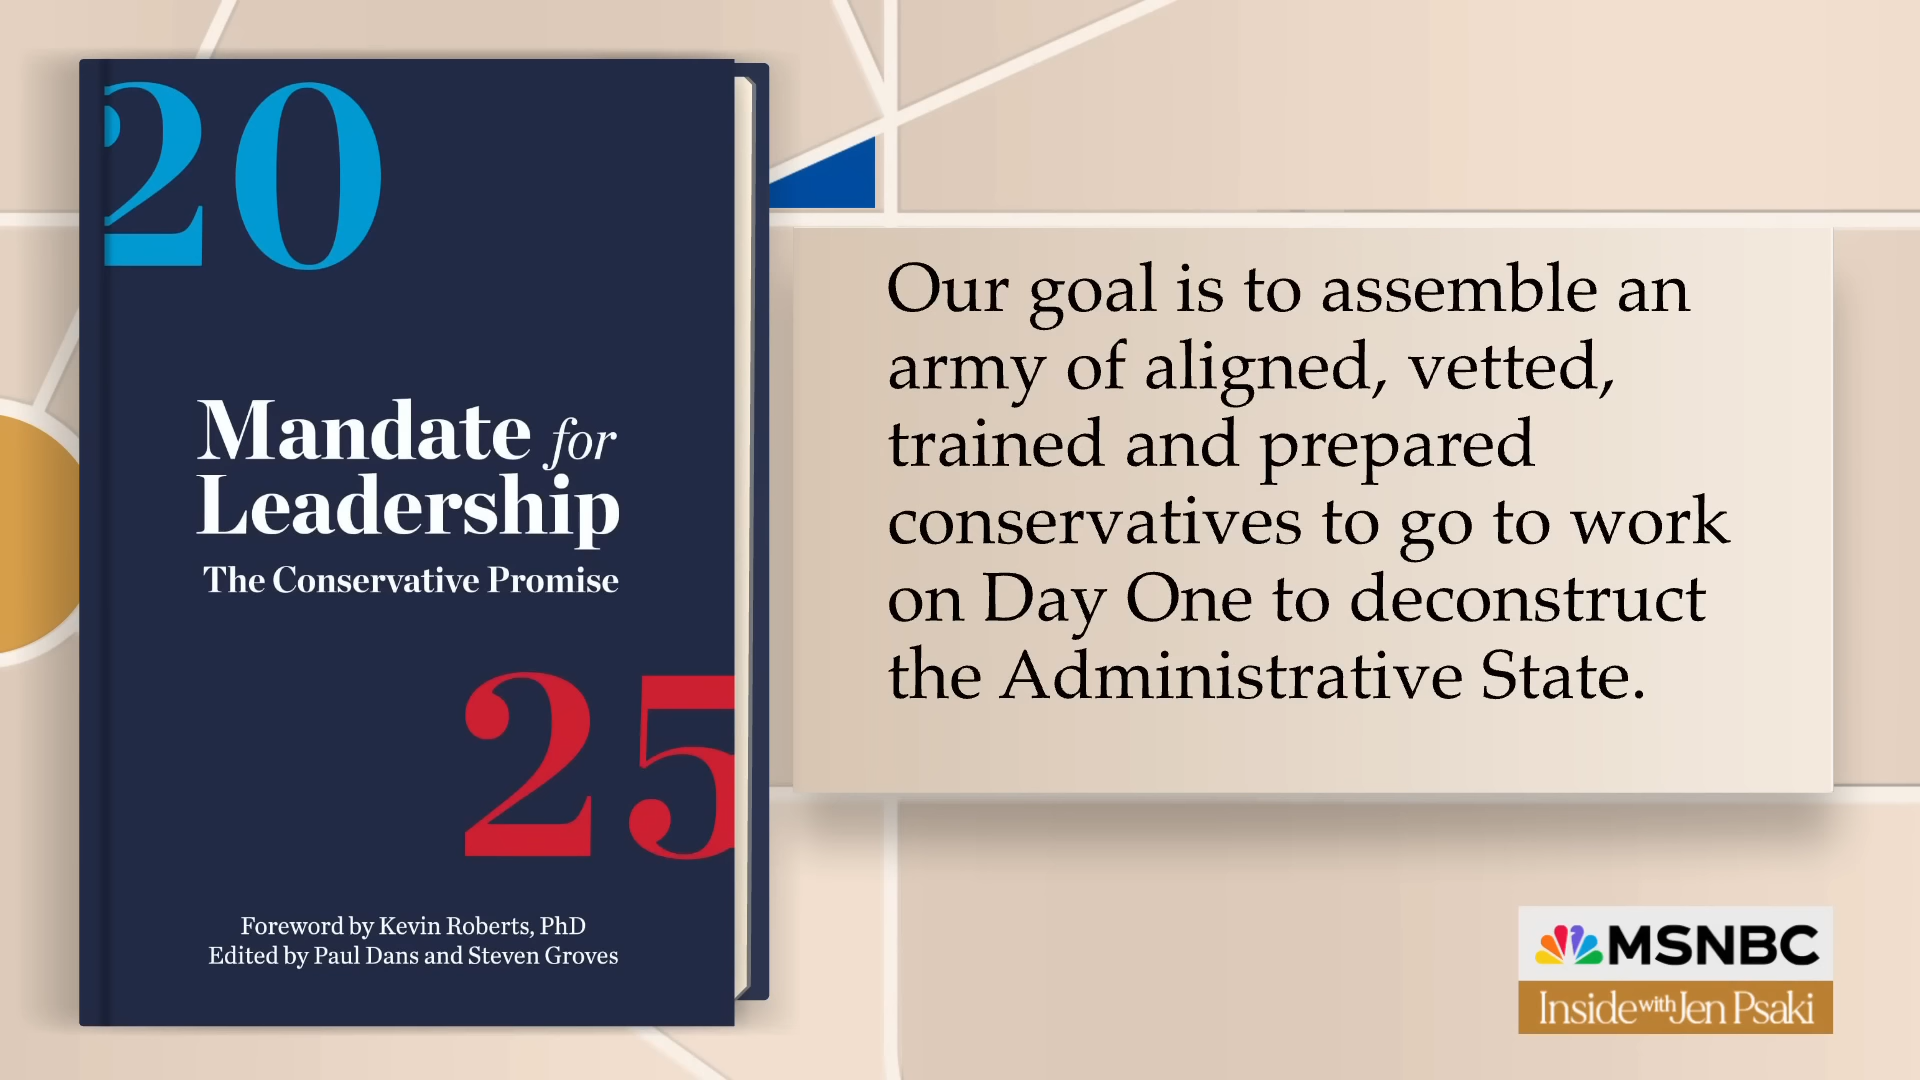 20
Mandate for
Leadership
The Conservative Promise
25
Foreword by Kevin Roberts, PhD
Edited by Paul Dans and Steven Groves
Our goal is to assemble an
army of aligned, vetted,
trained and prepared
conservatives to go to work
on Day One to deconstruct
the Administrative State.
MSNBC
Inside with Jen Psaki